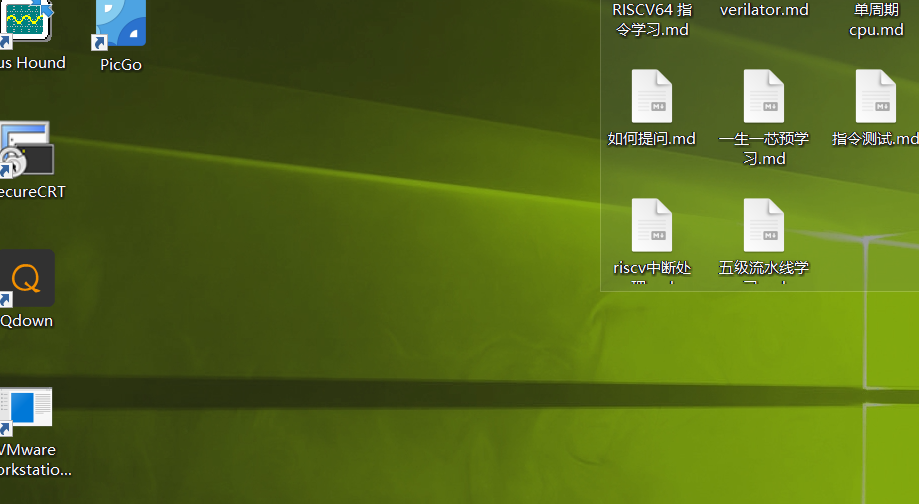 us Hound
PicGo
ecureCRT
Qdown
VMware
orkstatio...
RISCV64 指
令学习.md
verilator.md
单周期
cpu.md
如何提问.md
一生一芯预学
习.md
指令测试.md
riscv中断处
五级流水线学